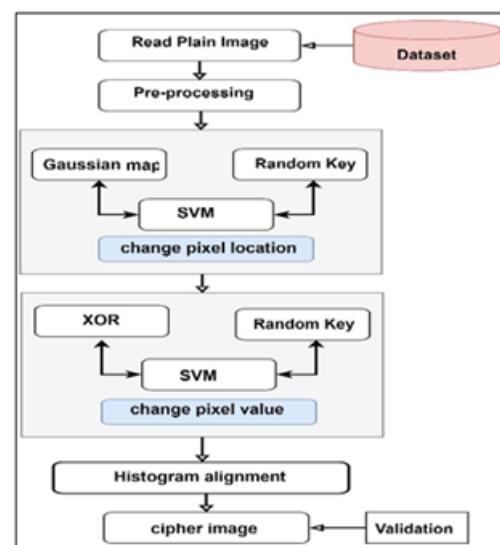 Read Plain Image
Dataset
Pre-processing
Gaussian map
Random Key
SVM
change pixel location
XOR
Random Key
SVM
change pixel value
Histogram alignment
cipher image
Validation